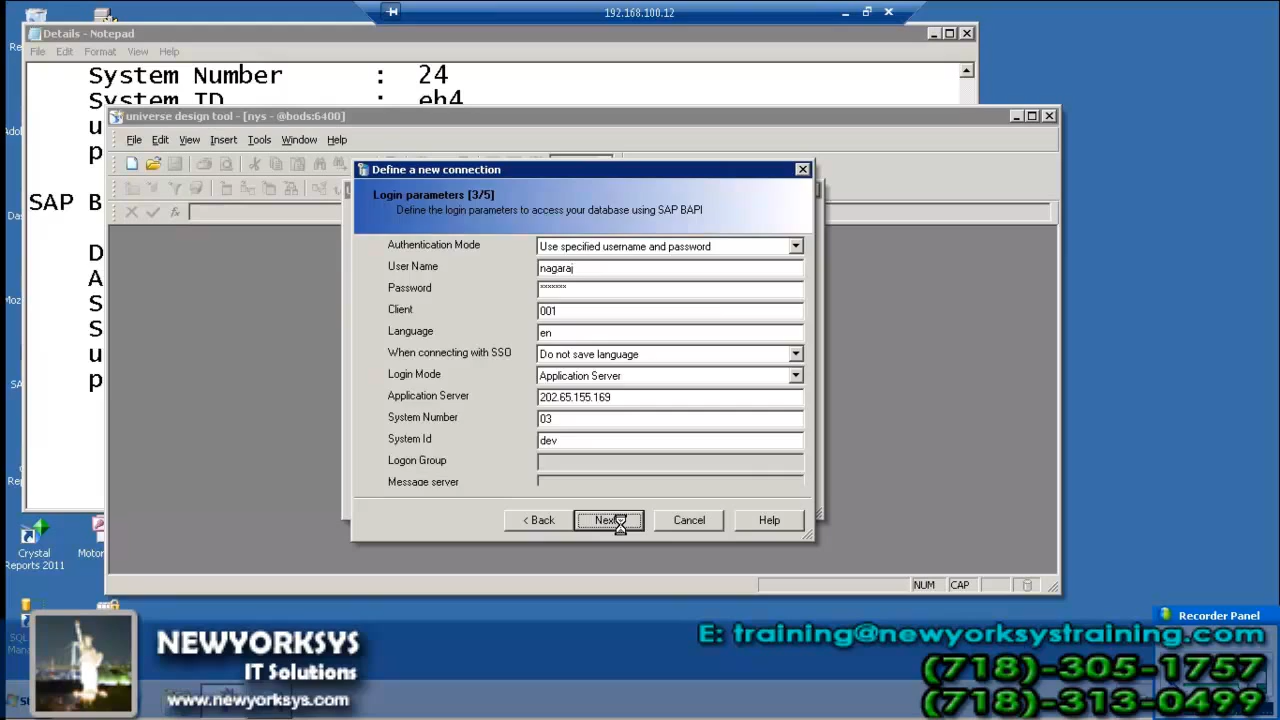 192.168.100.12
Details - Notepad
File Edit Format View Help
System Number : 24
System ID : eh4
universe design tool - [nys - @bods:6400]
File Edit View Insert Tools Window Help
SAP B
Define a new connection
Login parameters [3/5]
Define the login parameters to access your database using SAP BAPI
Authentication Mode Use specified username and password
User Name nagaraj
Password *******
Client 001
Language en
When connecting with SSO Do not save language
Login Mode Application Server
Application Server 202.65.155.169
System Number 03
System Id dev
Logon Group
Message server
< Back Next Cancel Help
Crystal
Reports 2011
NUM CAP
Recorder Panel
NEWYORKSYS
IT Solutions
www.newyorksys.com
E: training@newyorksystraining.com
(718)-305-1757
(718)-313-0499